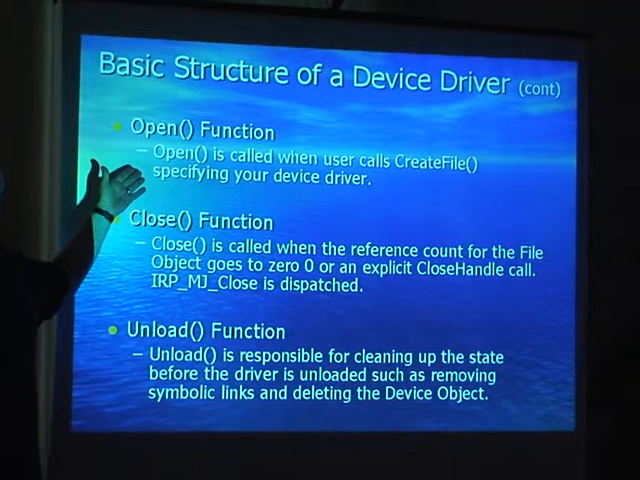 Basic Structure of a Device Driver (cont)
Open() Function
– Open() is called when user calls CreateFile()
specifying your device driver.
Close() Function
– Close() is called when the reference count for the File
Object goes to zero 0 or an explicit CloseHandle call.
IRP_MJ_Close is dispatched.
Unload() Function
– Unload() is responsible for cleaning up the state
before the driver is unloaded such as removing
symbolic links and deleting the Device Object.